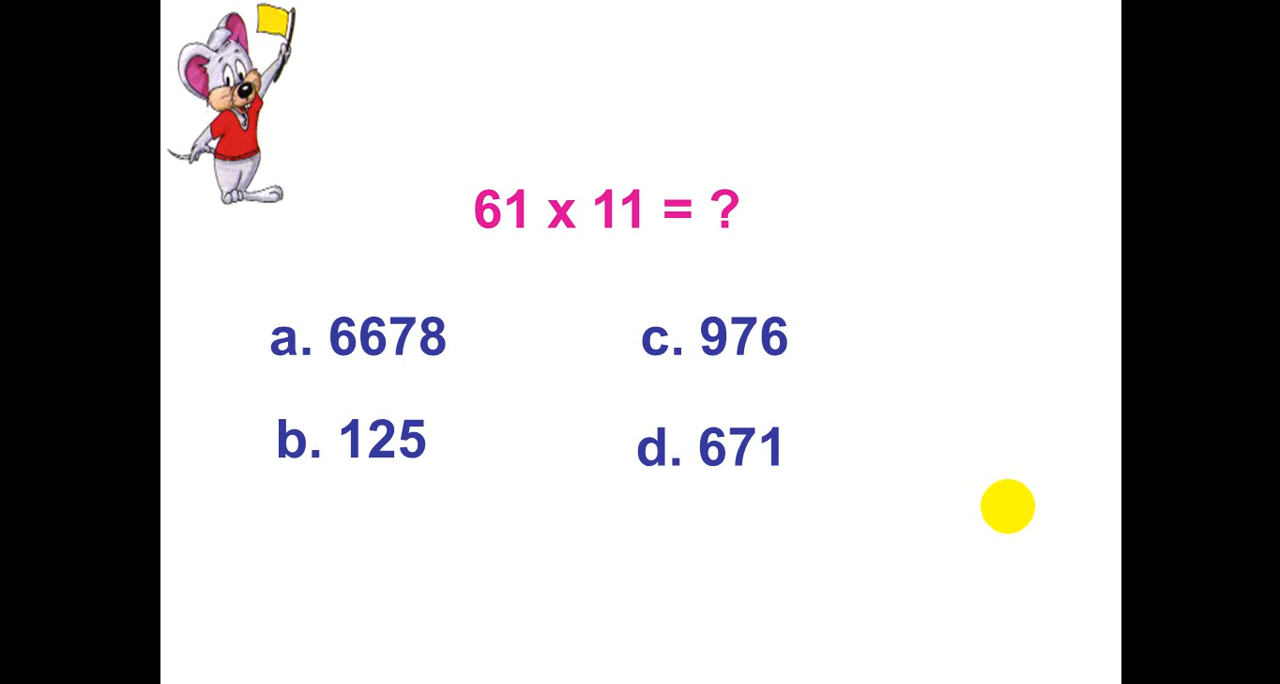 61 x 11 = ?
a. 6678
c. 976
b. 125
d. 671